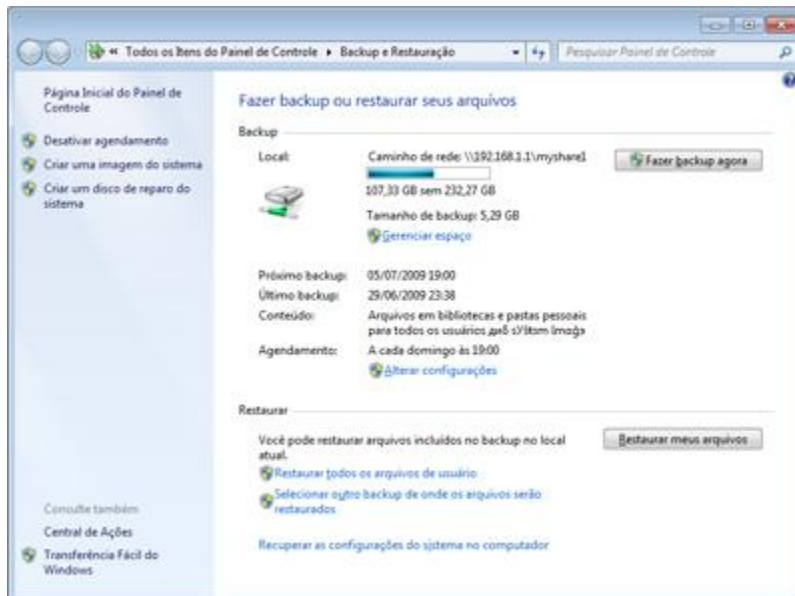 « Todos os Itens do Painel de Controle ▸ Backup e Restauração
Pesquisar Painel de Controle
Página Inicial do Painel de
Controle
Desativar agendamento
Criar uma imagem do sistema
Criar um disco de reparo do
sistema
Consulte também
Central de Ações
Transferência Fácil do
Windows
Fazer backup ou restaurar seus arquivos
Backup
Local:
Caminho de rede: \\192.168.1.1\myshare1
Fazer backup agora
107,33 GB sem 232,27 GB
Tamanho de backup: 5,29 GB
Gerenciar espaço
Próximo backup: 05/07/2009 19:00
Último backup: 29/06/2009 23:38
Conteúdo: Arquivos em bibliotecas e pastas pessoais
para todos os usuários
Agendamento: A cada domingo às 19:00
Alterar configurações
Restaurar
Você pode restaurar arquivos incluídos no backup no local
atual.
Restaurar meus arquivos
Restaurar todos os arquivos de usuário
Selecionar outro backup de onde os arquivos serão
restaurados
Recuperar as configurações do sistema no computador